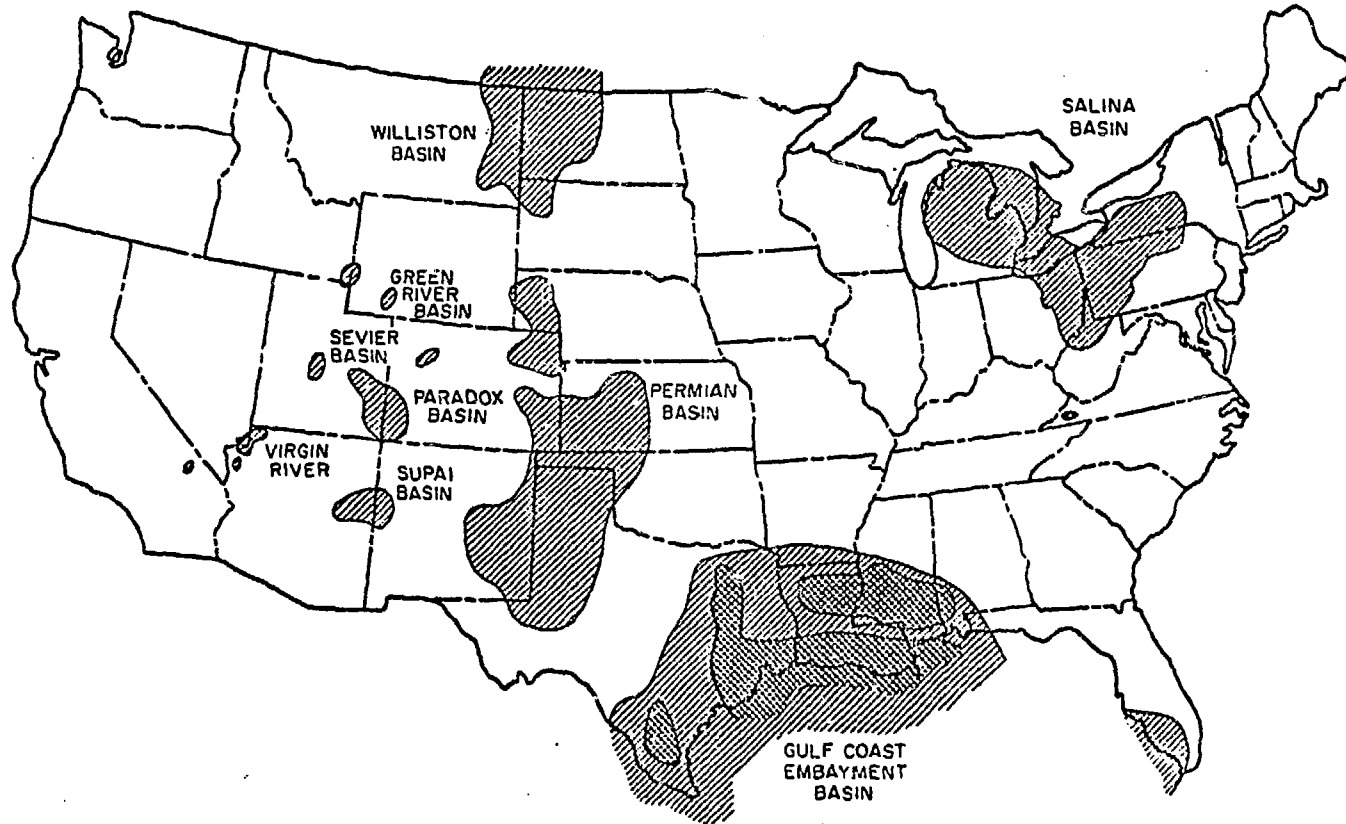 SALINA
BASIN
WILLISTON
BASIN
GREEN
RIVER
BASIN
SEVIER
BASIN
PARADOX
BASIN
PERMIAN
BASIN
VIRGIN
RIVER
SUPAI
BASIN
GULF COAST
EMBAYMENT
BASIN